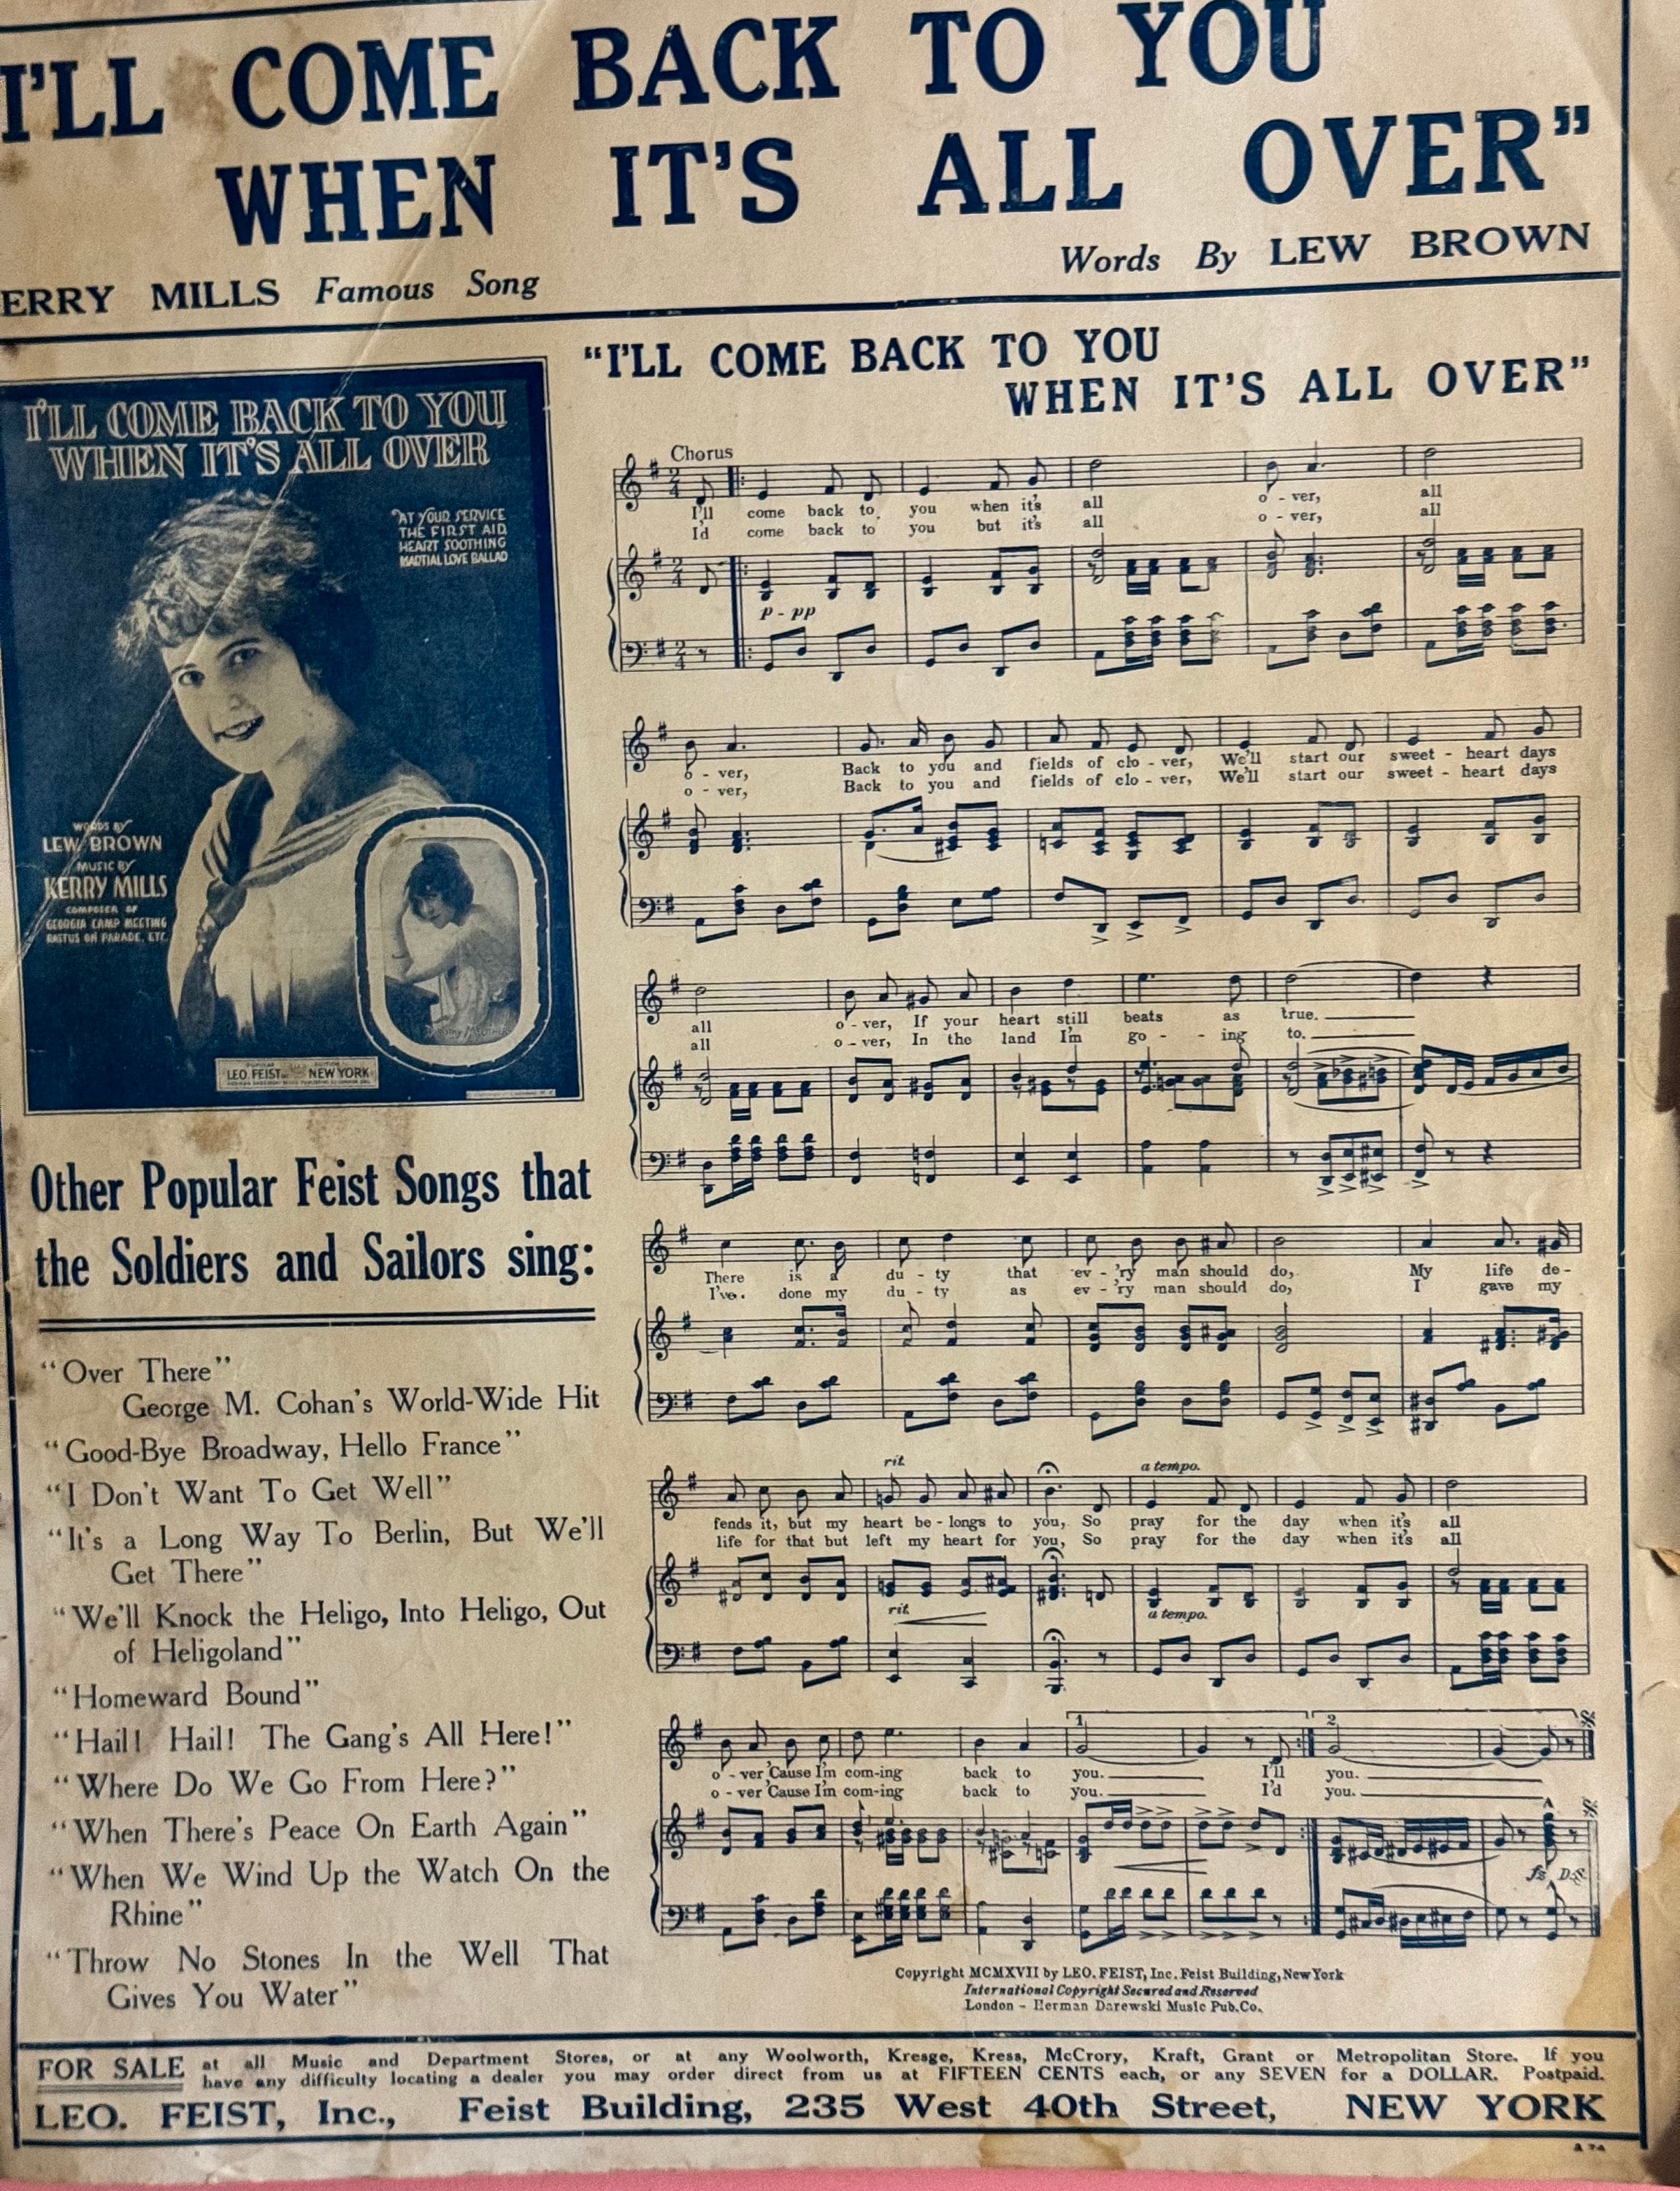 I'LL COME BACK TO YOU
WHEN IT'S ALL OVER"
ERRY MILLS Famous Song
Words By LEW BROWN
I'LL COME BACK TO YOU
WHEN IT'S ALL OVER
"AT YOUR SERVICE
THE FIRST AID
HEART SOOTHING
MARTIAL LOVE BALLAD
WORDS BY
LEW BROWN
MUSIC BY
KERRY MILLS
COMPOSER OF
GEORGIA CAMP MEETING
RASTUS ON PARADE, ETC.
LEO. FEIST NEW YORK
Other Popular Feist Songs that
the Soldiers and Sailors sing:
"Over There"
George M. Cohan's World-Wide Hit
"Good-Bye Broadway, Hello France"
"I Don't Want To Get Well"
"It's a Long Way To Berlin, But We'll
Get There"
"We'll Knock the Heligo, Into Heligo, Out
of Heligoland"
"Homeward Bound"
"Hail! Hail! The Gang's All Here!"
"Where Do We Go From Here?"
"When There's Peace On Earth Again"
"When We Wind Up the Watch On the
Rhine"
"Throw No Stones In the Well That
Gives You Water"
"I'LL COME BACK TO YOU
WHEN IT'S ALL OVER"
Chorus
I'll come back to you when it's all o - ver, all
I'd come back to you but it's all o - ver, all
p - pp
o - ver, Back to you and fields of clo - ver, We'll start our sweet - heart days
o - ver, Back to you and fields of clo - ver, We'll start our sweet - heart days
all o - ver, If your heart still beats as true.
all o - ver, In the land I'm go - ing to.
There is a du - ty that ev - 'ry man should do, My life de-
I've. done my du - ty as ev - 'ry man should do, I gave my
rit. a tempo.
fends it, but my heart be - longs to you, So pray for the day when it's all
life for that but left my heart for you, So pray for the day when it's all
rit. a tempo.
1 2
o - ver 'Cause I'm com-ing back to you. I'll you.
o - ver 'Cause I'm com-ing back to you. I'd you.
fz D.S.
Copyright MCMXVII by LEO. FEIST, Inc. Feist Building, New York
International Copyright Secured and Reserved
London - Herman Darewski Music Pub. Co.
FOR SALE at all Music and Department Stores, or at any Woolworth, Kresge, Kress, McCrory, Kraft, Grant or Metropolitan Store. If you
have any difficulty locating a dealer you may order direct from us at FIFTEEN CENTS each, or any SEVEN for a DOLLAR. Postpaid.
LEO. FEIST, Inc., Feist Building, 235 West 40th Street, NEW YORK